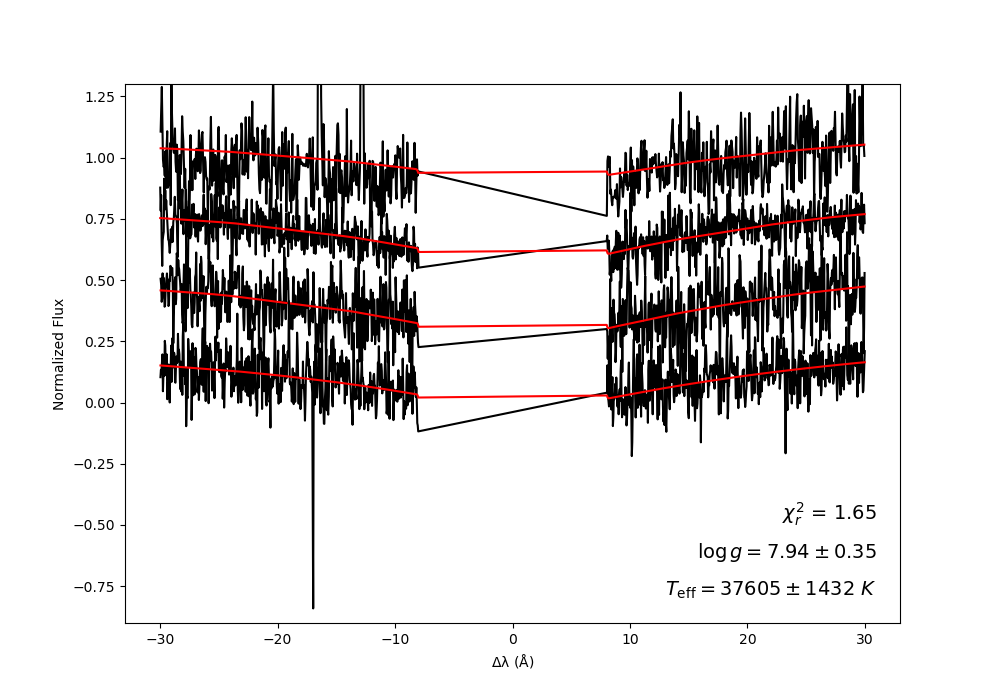 1.25
1.00
0.75
0.50
0.25
0.00
−0.25
−0.50
−0.75
Normalized Flux
χ²ᵣ = 1.65
log g = 7.94 ± 0.35
T_eff = 37605 ± 1432 K
−30 −20 −10 0 10 20 30
Δλ (Å)